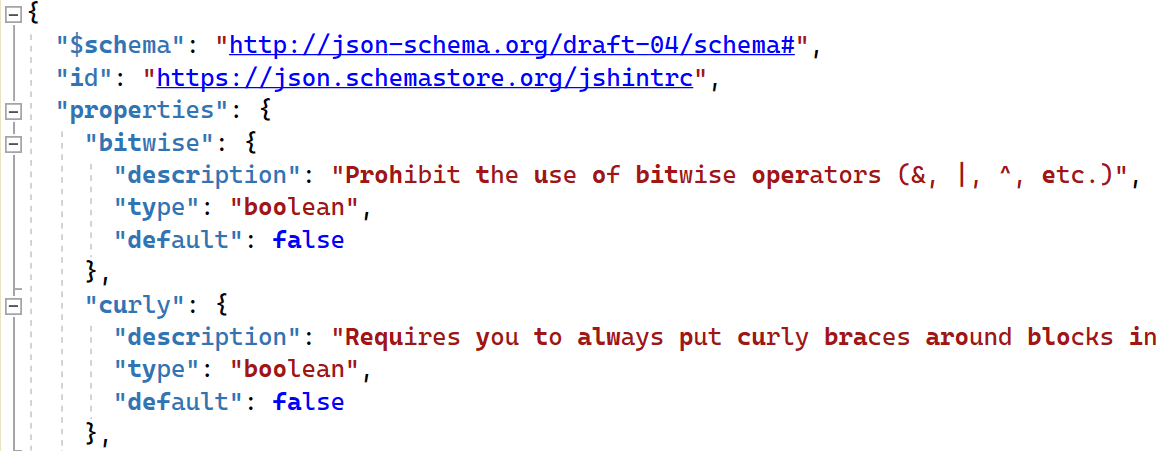 {
"$schema": "http://json-schema.org/draft-04/schema#",
"id": "https://json.schemastore.org/jshintrc",
"properties": {
"bitwise": {
"description": "Prohibit the use of bitwise operators (&, |, ^, etc.)",
"type": "boolean",
"default": false
},
"curly": {
"description": "Requires you to always put curly braces around blocks in
"type": "boolean",
"default": false
},